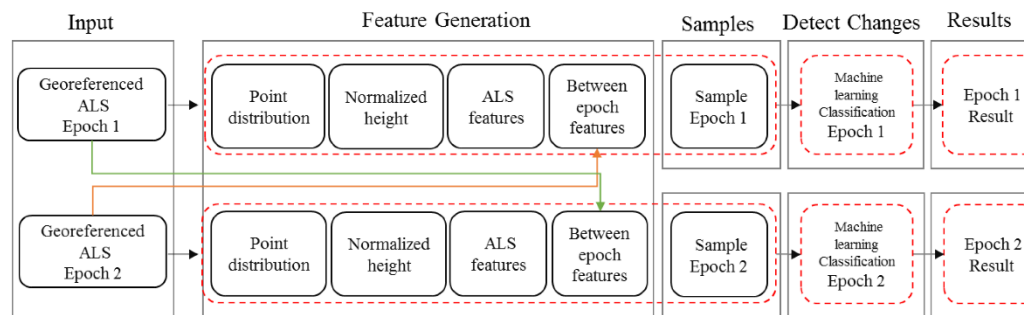 Input
Feature Generation
Samples
Detect Changes
Results
Georeferenced
ALS
Epoch 1
Point
distribution
Normalized
height
ALS
features
Between
epoch
features
Sample
Epoch 1
Machine
learning
Classification
Epoch 1
Epoch 1
Result
Georeferenced
ALS
Epoch 2
Point
distribution
Normalized
height
ALS
features
Between
epoch
features
Sample
Epoch 2
Machine
learning
Classification
Epoch 2
Epoch 2
Result